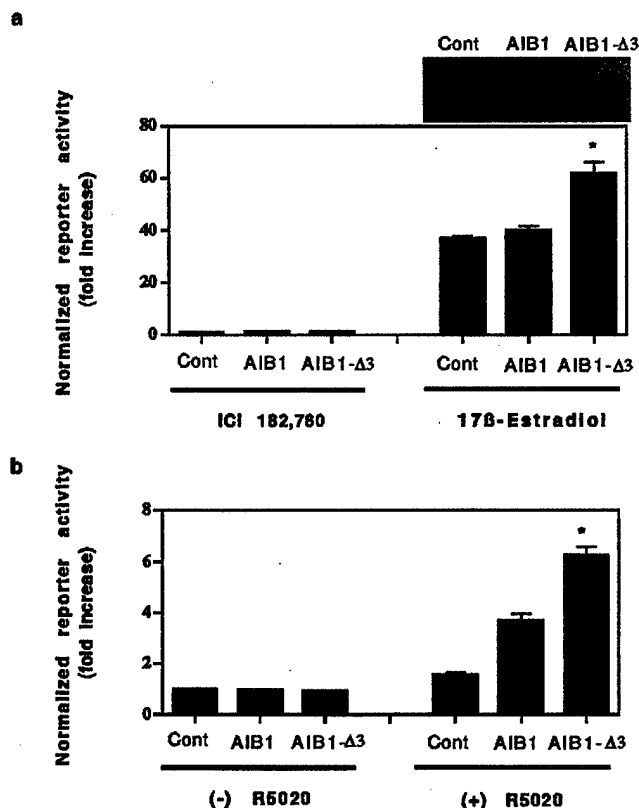 a
Cont AIB1 AIB1-Δ3
Normalized reporter activity
(fold increase)
80
60
40
20
0
*
Cont AIB1 AIB1-Δ3 Cont AIB1 AIB1-Δ3
ICI 182,780 17β-Estradiol
b
Normalized reporter activity
(fold increase)
8
6
4
2
0
*
Cont AIB1 AIB1-Δ3 Cont AIB1 AIB1-Δ3
(-) R5020 (+) R5020